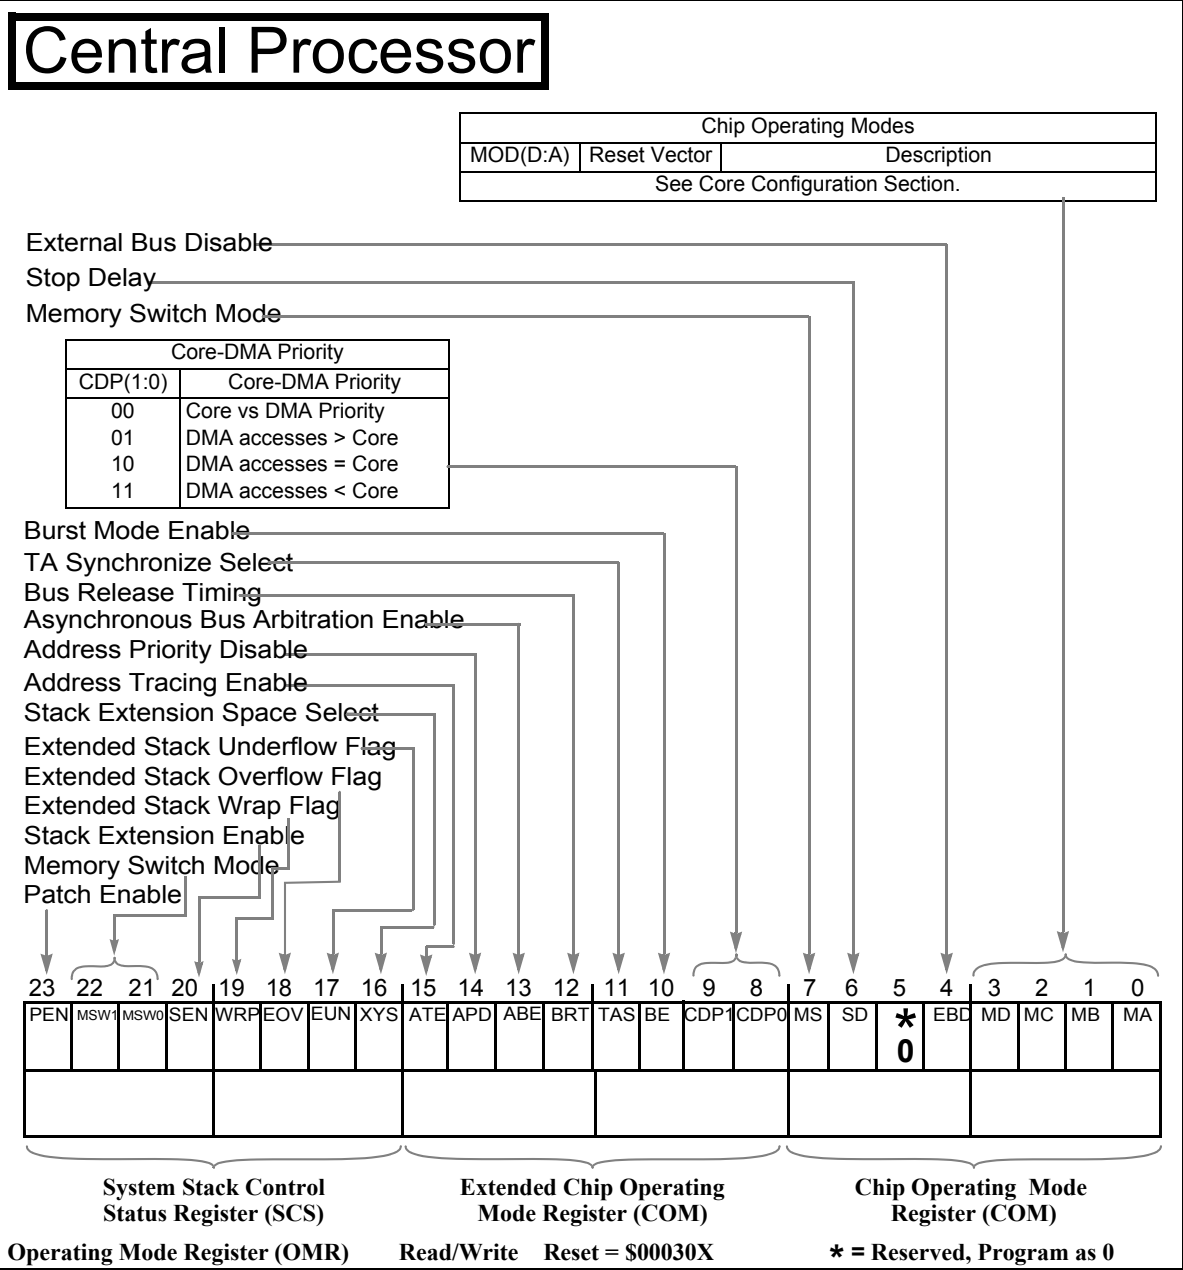 Central Processor
Chip Operating Modes
MOD(D:A) Reset Vector Description
See Core Configuration Section.
External Bus Disable
Stop Delay
Memory Switch Mode
Core-DMA Priority
CDP(1:0) Core-DMA Priority
00 Core vs DMA Priority
01 DMA accesses > Core
10 DMA accesses = Core
11 DMA accesses < Core
Burst Mode Enable
TA Synchronize Select
Bus Release Timing
Asynchronous Bus Arbitration Enable
Address Priority Disable
Address Tracing Enable
Stack Extension Space Select
Extended Stack Underflow Flag
Extended Stack Overflow Flag
Extended Stack Wrap Flag
Stack Extension Enable
Memory Switch Mode
Patch Enable
23 22 21 20 19 18 17 16 15 14 13 12 11 10 9 8 7 6 5 4 3 2 1 0
PEN MSW1 MSW0 SEN WRP EOV EUN XYS ATE APD ABE BRT TAS BE CDP1 CDP0 MS SD * EBD MD MC MB MA
0
System Stack Control Extended Chip Operating Chip Operating Mode
Status Register (SCS) Mode Register (COM) Register (COM)
Operating Mode Register (OMR) Read/Write Reset = $00030X * = Reserved, Program as 0